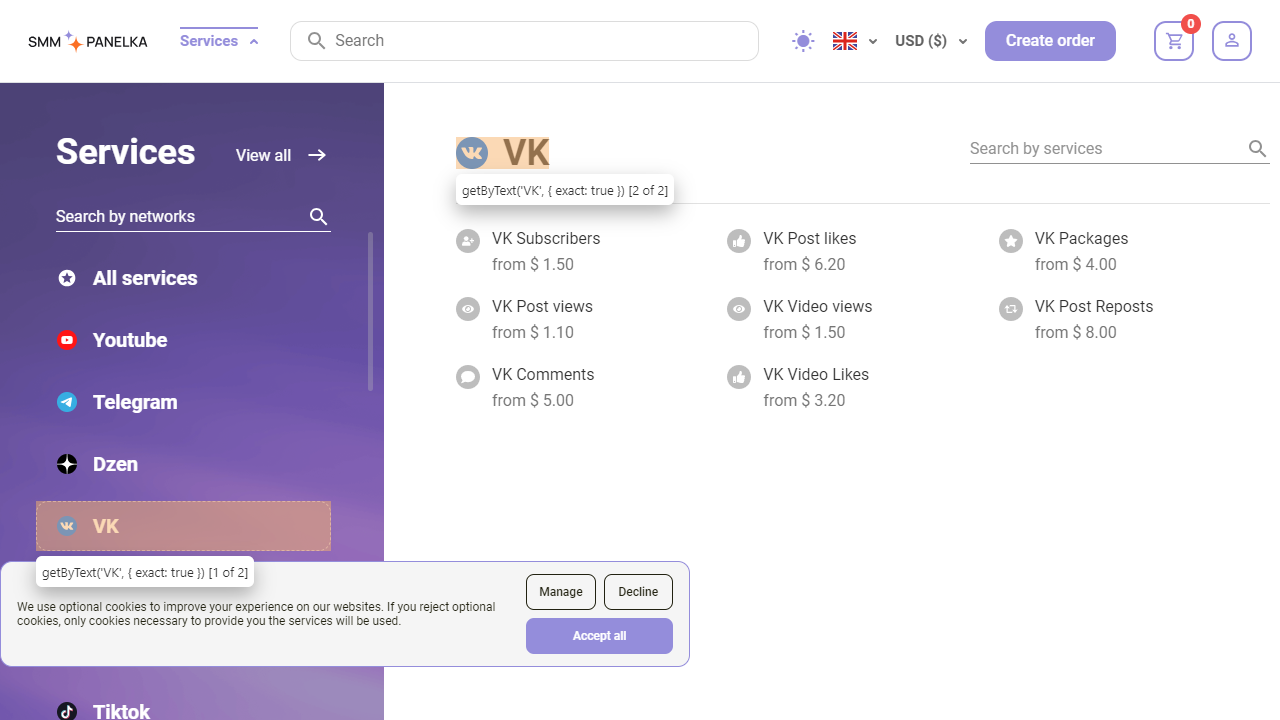 SMM PANELKA
Services
Search
USD ($)
Create order
0
Services
View all
Search by networks
All services
Youtube
Telegram
Dzen
VK
getByText('VK', { exact: true }) [1 of 2]
Tiktok
VK
getByText('VK', { exact: true }) [2 of 2]
Search by services
VK Subscribers
from $ 1.50
VK Post likes
from $ 6.20
VK Packages
from $ 4.00
VK Post views
from $ 1.10
VK Video views
from $ 1.50
VK Post Reposts
from $ 8.00
VK Comments
from $ 5.00
VK Video Likes
from $ 3.20
We use optional cookies to improve your experience on our websites. If you reject optional
cookies, only cookies necessary to provide you the services will be used.
Manage
Decline
Accept all